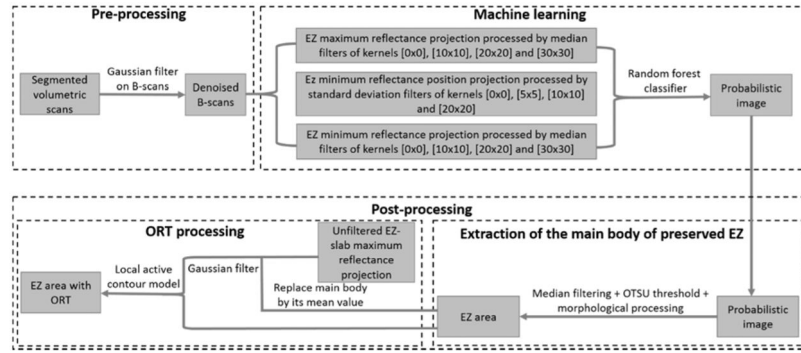 Pre-processing
Machine learning
Segmented
volumetric
scans
Gaussian filter
on B-scans
Denoised
B-scans
EZ maximum reflectance projection processed by median
filters of kernels [0x0], [10x10], [20x20] and [30x30]
Ez minimum reflectance position projection processed by
standard deviation filters of kernels [0x0], [5x5], [10x10]
and [20x20]
EZ minimum reflectance projection processed by median
filters of kernels [0x0], [10x10], [20x20] and [30x30]
Random forest
classifier
Probabilistic
image
Post-processing
ORT processing
Extraction of the main body of preserved EZ
Unfiltered EZ-
slab maximum
reflectance
projection
EZ area with
ORT
Local active
contour model
Gaussian filter
Replace main body
by its mean value
EZ area
Median filtering + OTSU threshold +
morphological processing
Probabilistic
image